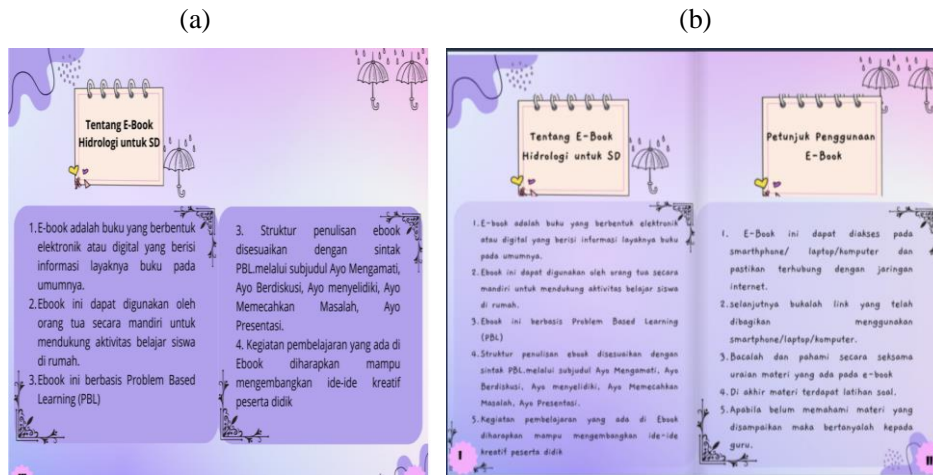 (a)
(b)
Tentang E-Book
Hidrologi untuk SD
1.E-book adalah buku yang berbentuk
elektronik atau digital yang berisi
informasi layaknya buku pada
umumnya.
2.Ebook ini dapat digunakan oleh
orang tua secara mandiri untuk
mendukung aktivitas belajar siswa
di rumah.
3.Ebook ini berbasis Problem Based
Learning (PBL)
3. Struktur penulisan ebook
disesuaikan dengan sintak
PBL.melalui subjudul Ayo Mengamati,
Ayo Berdiskusi, Ayo menyelidiki, Ayo
Memecahkan Masalah, Ayo
Presentasi.
4. Kegiatan pembelajaran yang ada di
Ebook diharapkan mampu
mengembangkan ide-ide kreatif
peserta didik
Tentang E-Book
Hidrologi untuk SD
1.E-book adalah buku yang berbentuk elektronik
atau digital yang berisi informasi layaknya buku
pada umumnya.
2.Ebook ini dapat digunakan oleh orang tua secara
mandiri untuk mendukung aktivitas belajar siswa
di rumah.
3.Ebook ini berbasis Problem Based Learning
(PBL)
4.Struktur penulisan ebook disesuaikan dengan
sintak PBL.melalui subjudul Ayo Mengamati, Ayo
Berdiskusi, Ayo menyelidiki, Ayo Memecahkan
Masalah, Ayo Presentasi.
5.Kegiatan pembelajaran yang ada di Ebook
diharapkan mampu mengembangkan ide-ide
kreatif peserta didik
I
Petunjuk Penggunaan
E-Book
1. E-Book ini dapat diakses pada
smarthphone/ laptop/komputer dan
pastikan terhubung dengan jaringan
internet.
2.selanjutnya bukalah link yang telah
dibagikan menggunakan
smartphone/laptop/komputer.
3.Bacalah dan pahami secara seksama
uraian materi yang ada pada e-book
4.Di akhir materi terdapat latihan soal.
5.Apabila belum memahami materi yang
disampaikan maka bertanyalah kepada
guru.
II